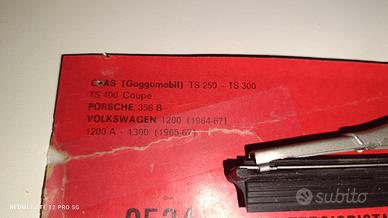 GLAS (Goggomobil) TS 250 - TS 300
TS 400 Coupé
PORSCHE 356 B
VOLKSWAGEN 1200 (1964-67)
1200 A - 1300 (1965-67)
subito
REDMI NOTE 12 PRO 5G